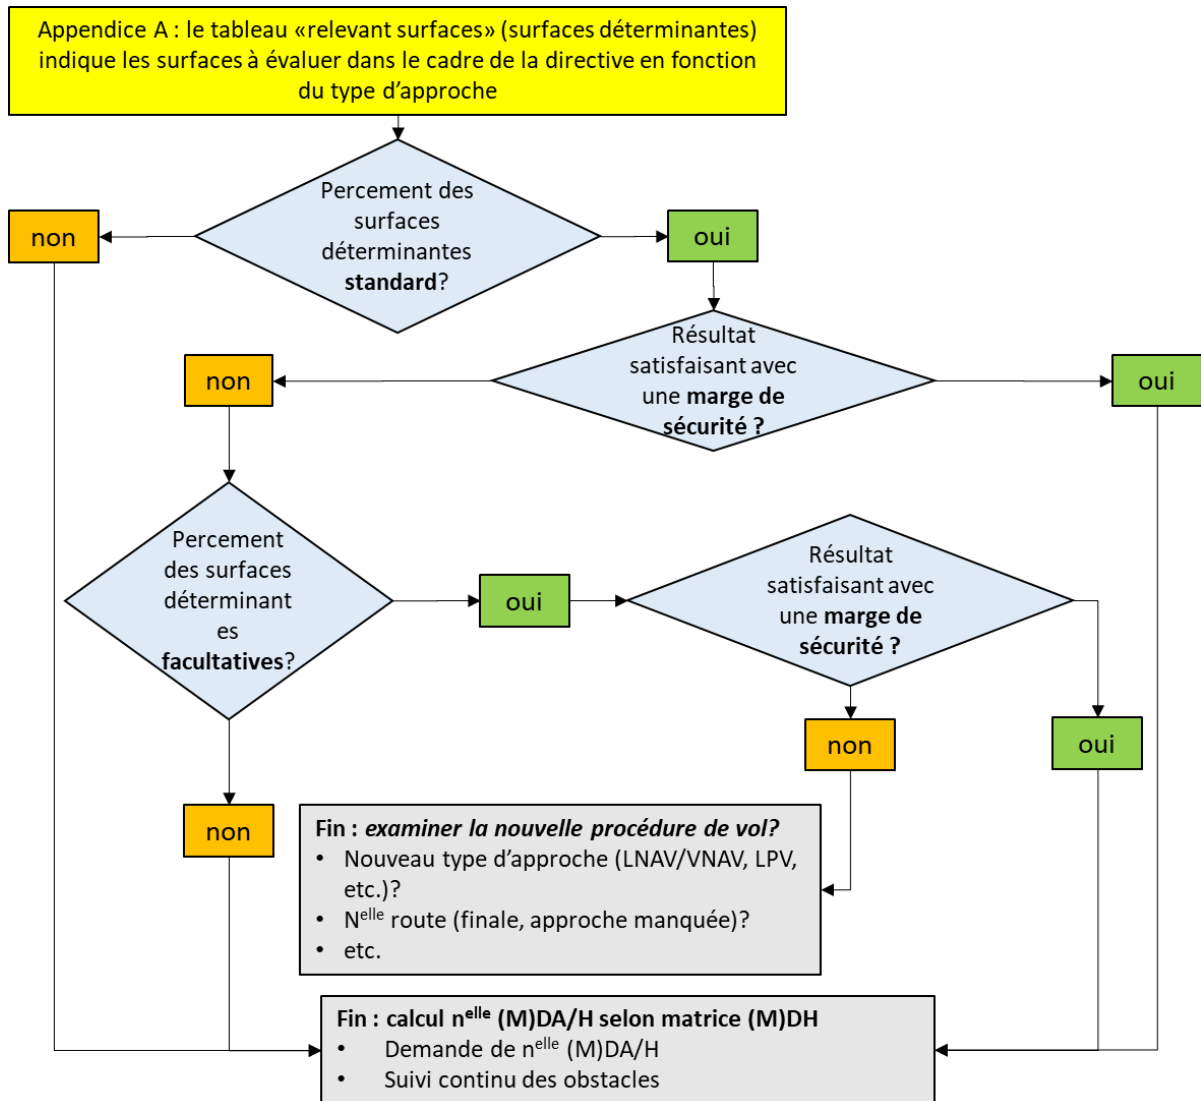 Appendice A : le tableau «relevant surfaces» (surfaces déterminantes)
indique les surfaces à évaluer dans le cadre de la directive en fonction
du type d’approche
Percement des
surfaces
déterminantes
standard?
non
oui
Résultat
satisfaisant avec
une marge de
sécurité ?
non
oui
Percement
des surfaces
déterminant
es
facultatives?
oui
Résultat
satisfaisant avec
une marge de
sécurité ?
non
oui
non
Fin : examiner la nouvelle procédure de vol?
• Nouveau type d’approche (LNAV/VNAV, LPV,
etc.)?
• Nelle route (finale, approche manquée)?
• etc.
Fin : calcul nelle (M)DA/H selon matrice (M)DH
• Demande de nelle (M)DA/H
• Suivi continu des obstacles